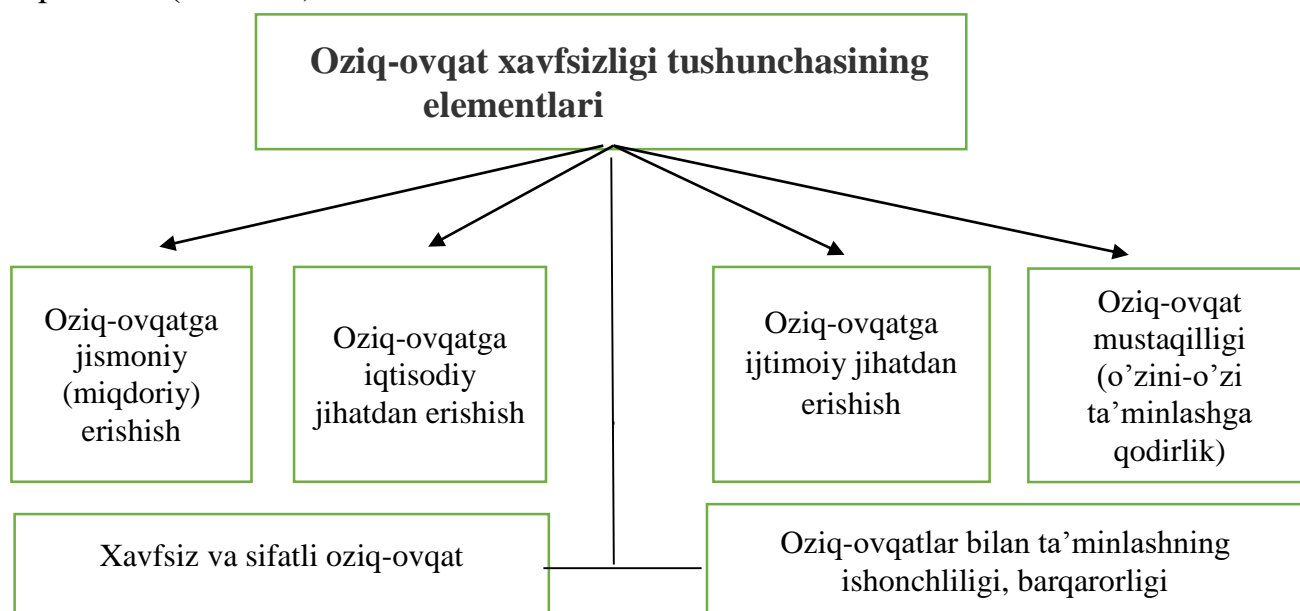 Oziq-ovqat xavfsizligi tushunchasining
elementlari
Oziq-ovqatga
jismoniy
(miqdoriy)
erishish
Oziq-ovqatga
iqtisodiy
jihatdan erishish
Oziq-ovqatga
ijtimoiy jihatdan
erishish
Oziq-ovqat
mustaqilligi
(o’zini-o’zi
ta’minlashga
qodirlik)
Xavfsiz va sifatli oziq-ovqat
Oziq-ovqatlar bilan ta’minlashning
ishonchliligi, barqarorligi